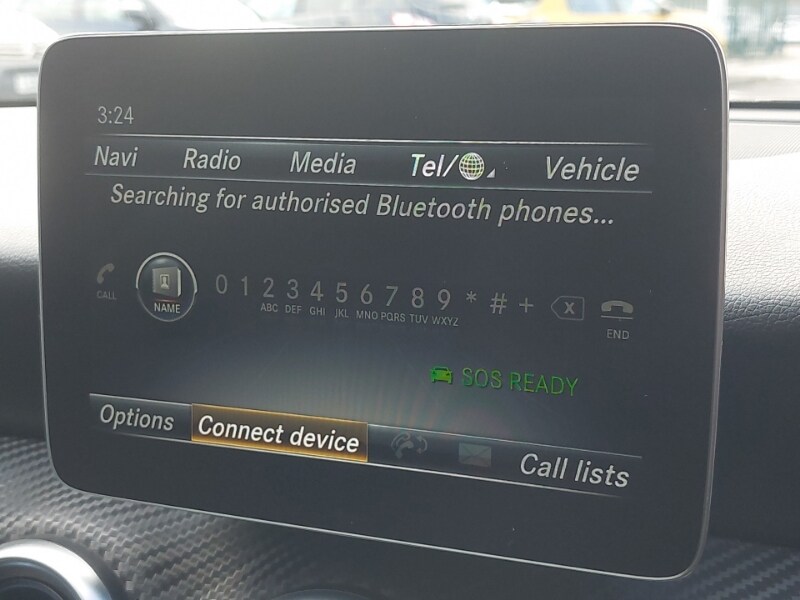 3:24
Navi Radio Media Tel/ Vehicle
Searching for authorised Bluetooth phones...
CALL NAME 0 1 2 ABC 3 DEF 4 GHI 5 JKL 6 MNO 7 PQRS 8 TUV 9 WXYZ * # + X END
SOS READY
Options Connect device Call lists